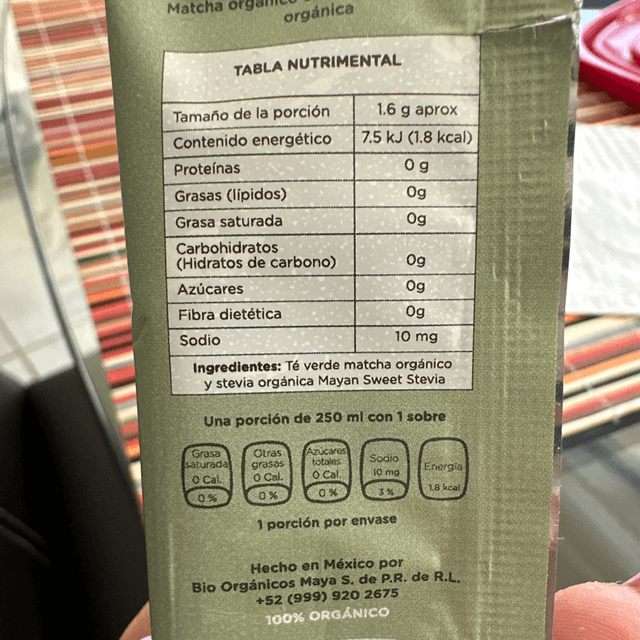 Matcha orgánico
orgánica
TABLA NUTRIMENTAL
Tamaño de la porción 1.6 g aprox
Contenido energético 7.5 kJ (1.8 kcal)
Proteínas 0 g
Grasas (lípidos) 0g
Grasa saturada 0g
Carbohidratos
(Hidratos de carbono) 0g
Azúcares 0g
Fibra dietética 0g
Sodio 10 mg
Ingredientes: Té verde matcha orgánico
y stevia orgánica Mayan Sweet Stevia
Una porción de 250 ml con 1 sobre
Grasa
saturada
0 Cal.
0 %
Otras
grasas
0 Cal.
0 %
Azúcares
totales
0 Cal.
0 %
Sodio
10 mg
3 %
Energía
1.8 kcal
1 porción por envase
Hecho en México por
Bio Orgánicos Maya S. de P.R. de R.L.
+52 (999) 920 2675
100% ORGÁNICO